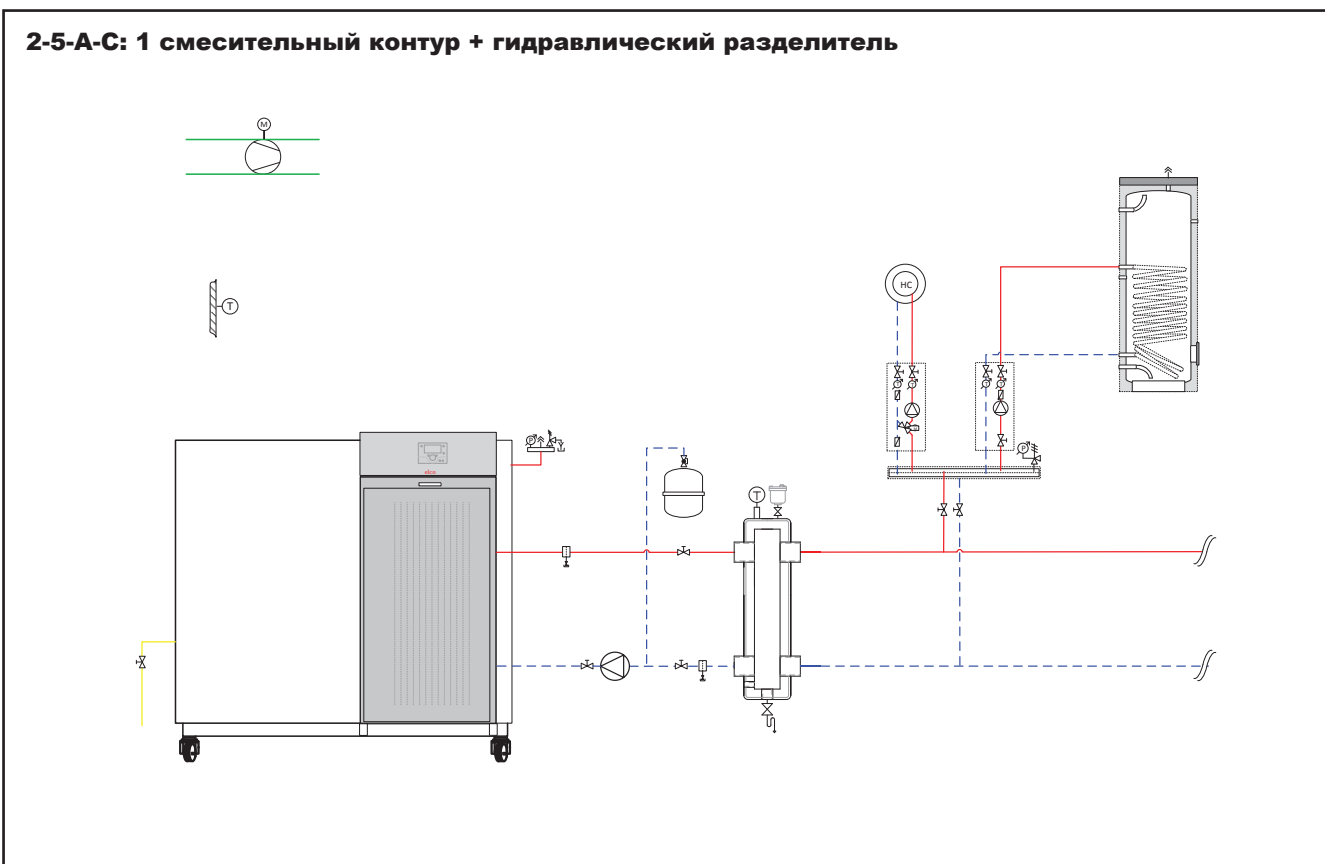 2-5-A-C: 1 смесительный контур + гидравлический разделитель
M
T
HC
P
P
elco
T